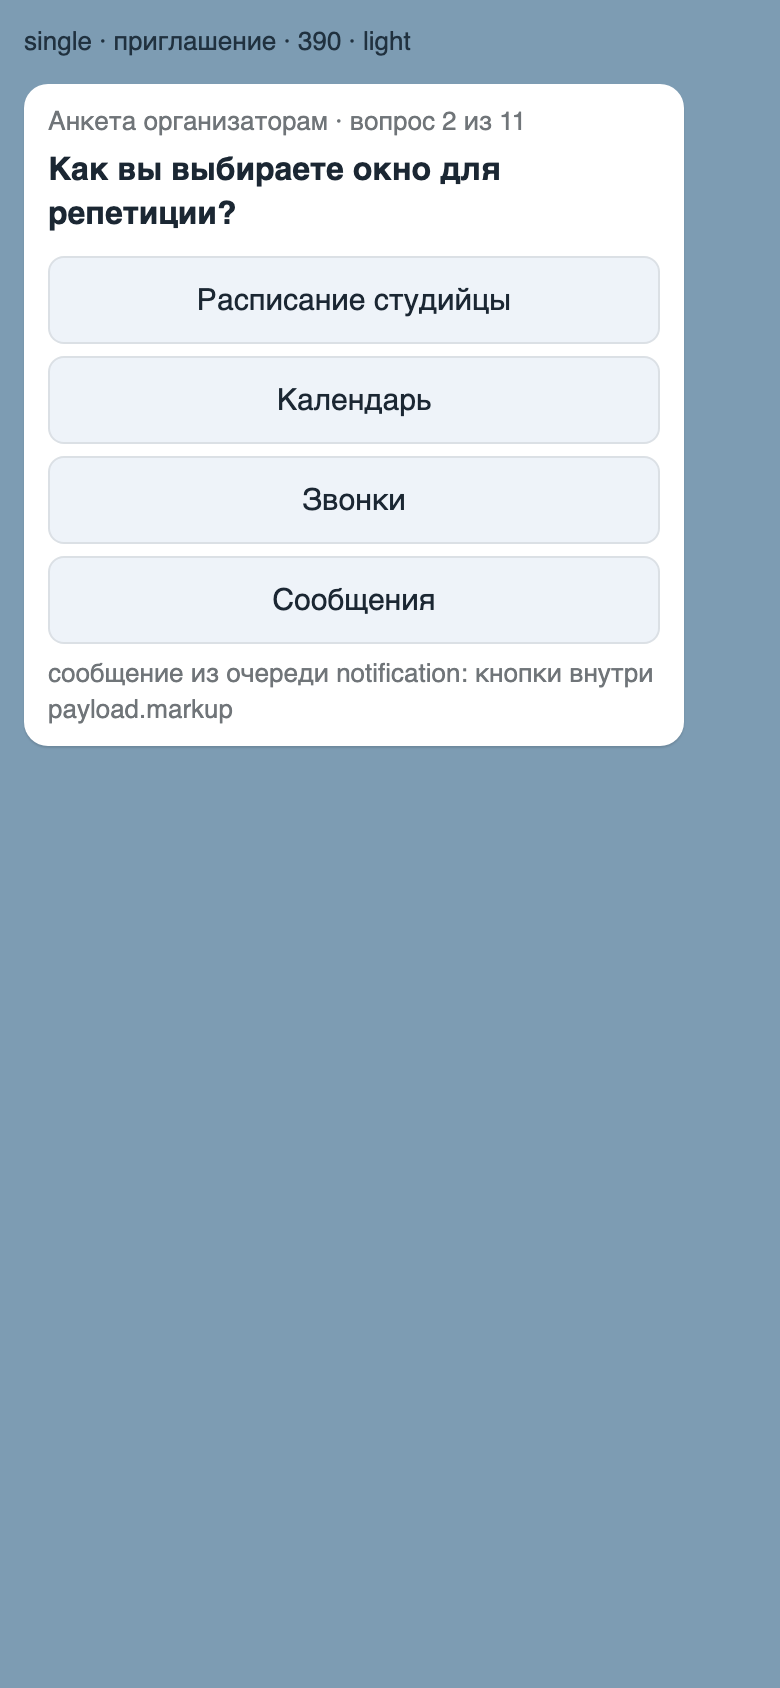 single · приглашение · 390 · light
Анкета организаторам · вопрос 2 из 11
Как вы выбираете окно для
репетиции?
Расписание студийцы
Календарь
Звонки
Сообщения
сообщение из очереди notification: кнопки внутри
payload.markup